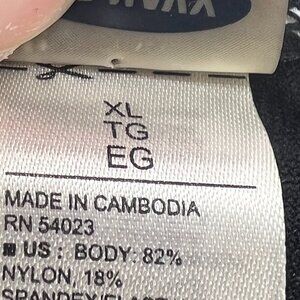 XL
TG
EG
MADE IN CAMBODIA
RN 54023
US : BODY: 82%
NYLON, 18%